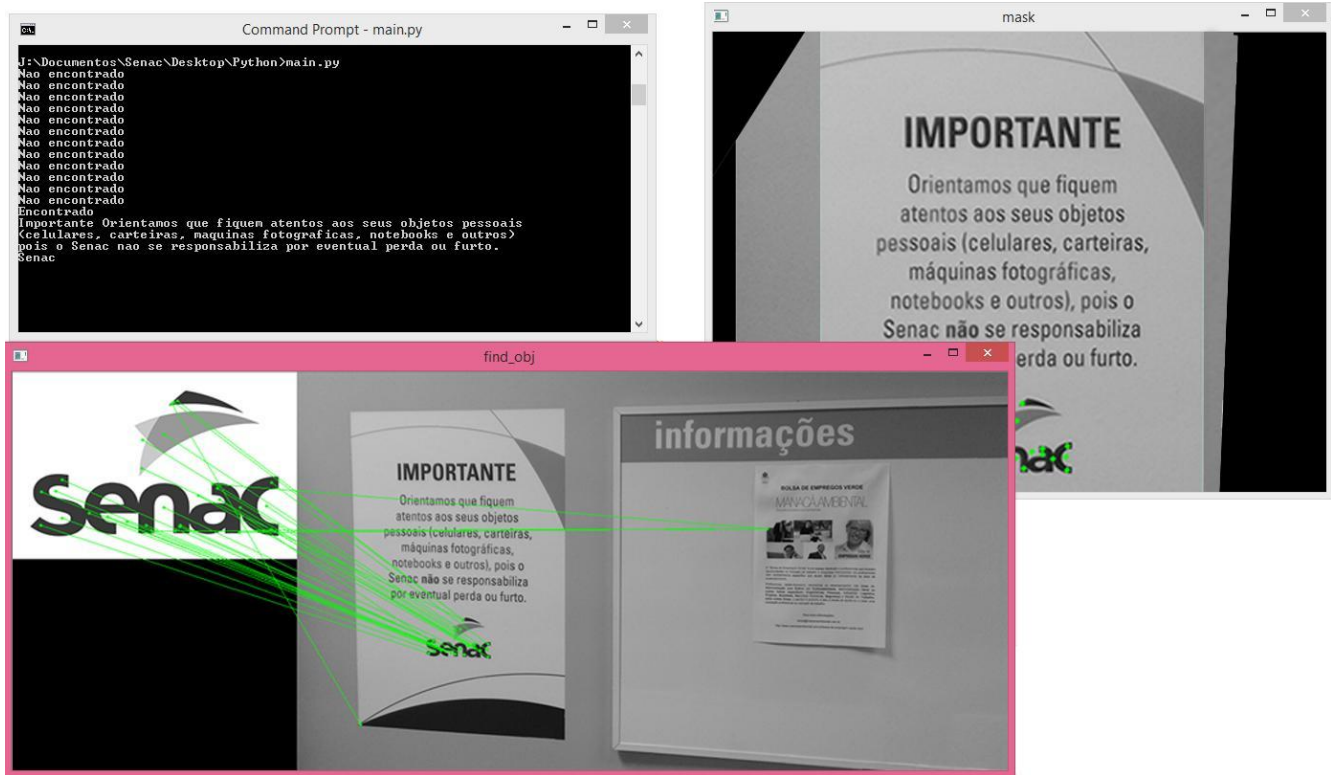 Command Prompt - main.py
J:\Documentos\Senac\Desktop\Python>main.py
Nao encontrado
Nao encontrado
Nao encontrado
Nao encontrado
Nao encontrado
Nao encontrado
Nao encontrado
Nao encontrado
Nao encontrado
Nao encontrado
Nao encontrado
Nao encontrado
Encontrado
Importante Orientamos que fiquem atentos aos seus objetos pessoais
(celulares, carteiras, maquinas fotograficas, notebooks e outros)
pois o Senac nao se responsabiliza por eventual perda ou furto.
Senac
mask
IMPORTANTE
Orientamos que fiquem
atentos aos seus objetos
pessoais (celulares, carteiras,
máquinas fotográficas,
notebooks e outros), pois o
Senac não se responsabiliza
erda ou furto.
nac
find_obj
senac
IMPORTANTE
Orientamos que fiquem
atentos aos seus objetos
pessoais (celulares, carteiras,
máquinas fotográficas,
notebooks e outros), pois o
Senac não se responsabiliza
por eventual perda ou furto.
senac
informações
BOLSA DE EMPREGOS VERDE
MANACÁ AMBIENTAL
EMPREGOS VERDE